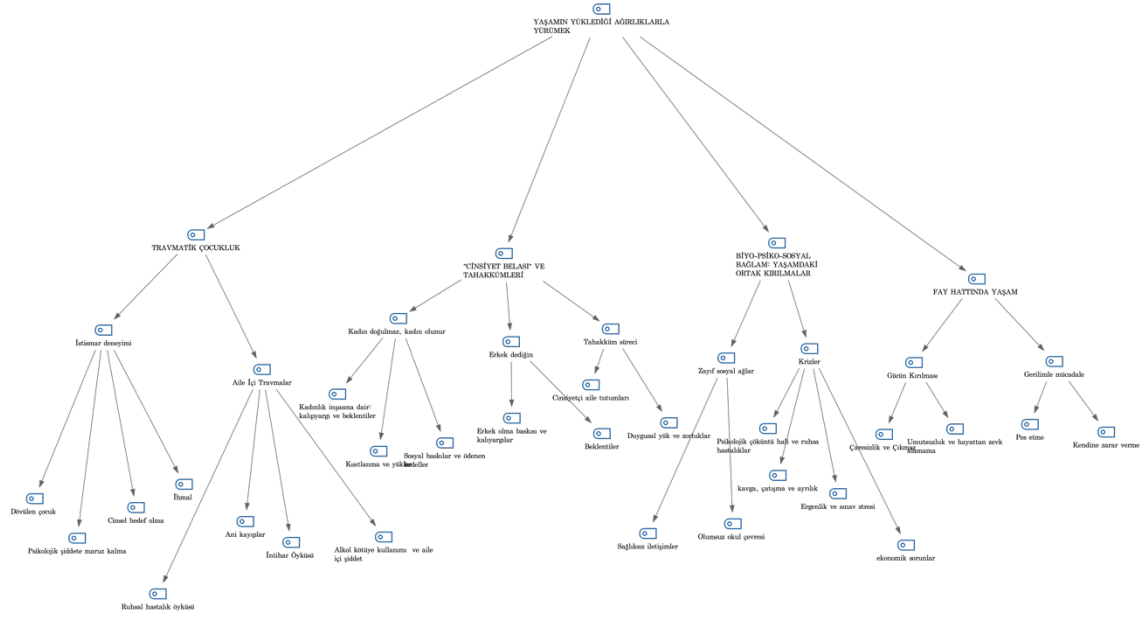 YAŞAMIN YÜKLEDİĞİ AĞIRLIKLARLA
YÜRÜMEK
TRAVMATİK ÇOCUKLUK
"CİNSİYET BELASI" VE
TAHAKKÜMLERİ
BİYO-PSİKO-SOSYAL
BAĞLAM: YAŞAMDAKİ
ORTAK KIRILMALAR
FAY HATTINDA YAŞAM
İstismar deneyimi
Aile İçi Travmalar
Kadın doğulmaz, kadın olunur
Erkek dediğin
Tahakküm süreci
Zayıf sosyal ağlar
Krizler
Gücün Kırılması
Gerilimle mücadale
Dövülen çocuk
Psikolojik şiddete maruz kalma
Cinsel hedef olma
İhmal
Ruhsal hastalık öyküsü
Ani kayıplar
İntihar Öyküsü
Alkol kötüye kullanımı ve aile
içi şiddet
Kadınlık inşasına dair:
kalıpyargı ve beklentiler
Kısıtlanma ve
Sosyal baskılar ve ödenen
bedeller
Erkek olma baskısı ve
kalıyargılar
Beklentiler
Cinsiyetçi aile tutumları
Duygusal yük ve zorluklar
Sağlıksız iletişimler
Olumsuz okul çevresi
Psikolojik çöküntü hali ve ruhsa
hastalıklar
kavga, çatışma ve ayrılık
Ergenlik ve sınav stresi
ekonomik sorunlar
Çaresizlik ve Çıkmaz
Umutsuzluk ve hayattan zevk
alamama
Pes etme
Kendine zarar verme